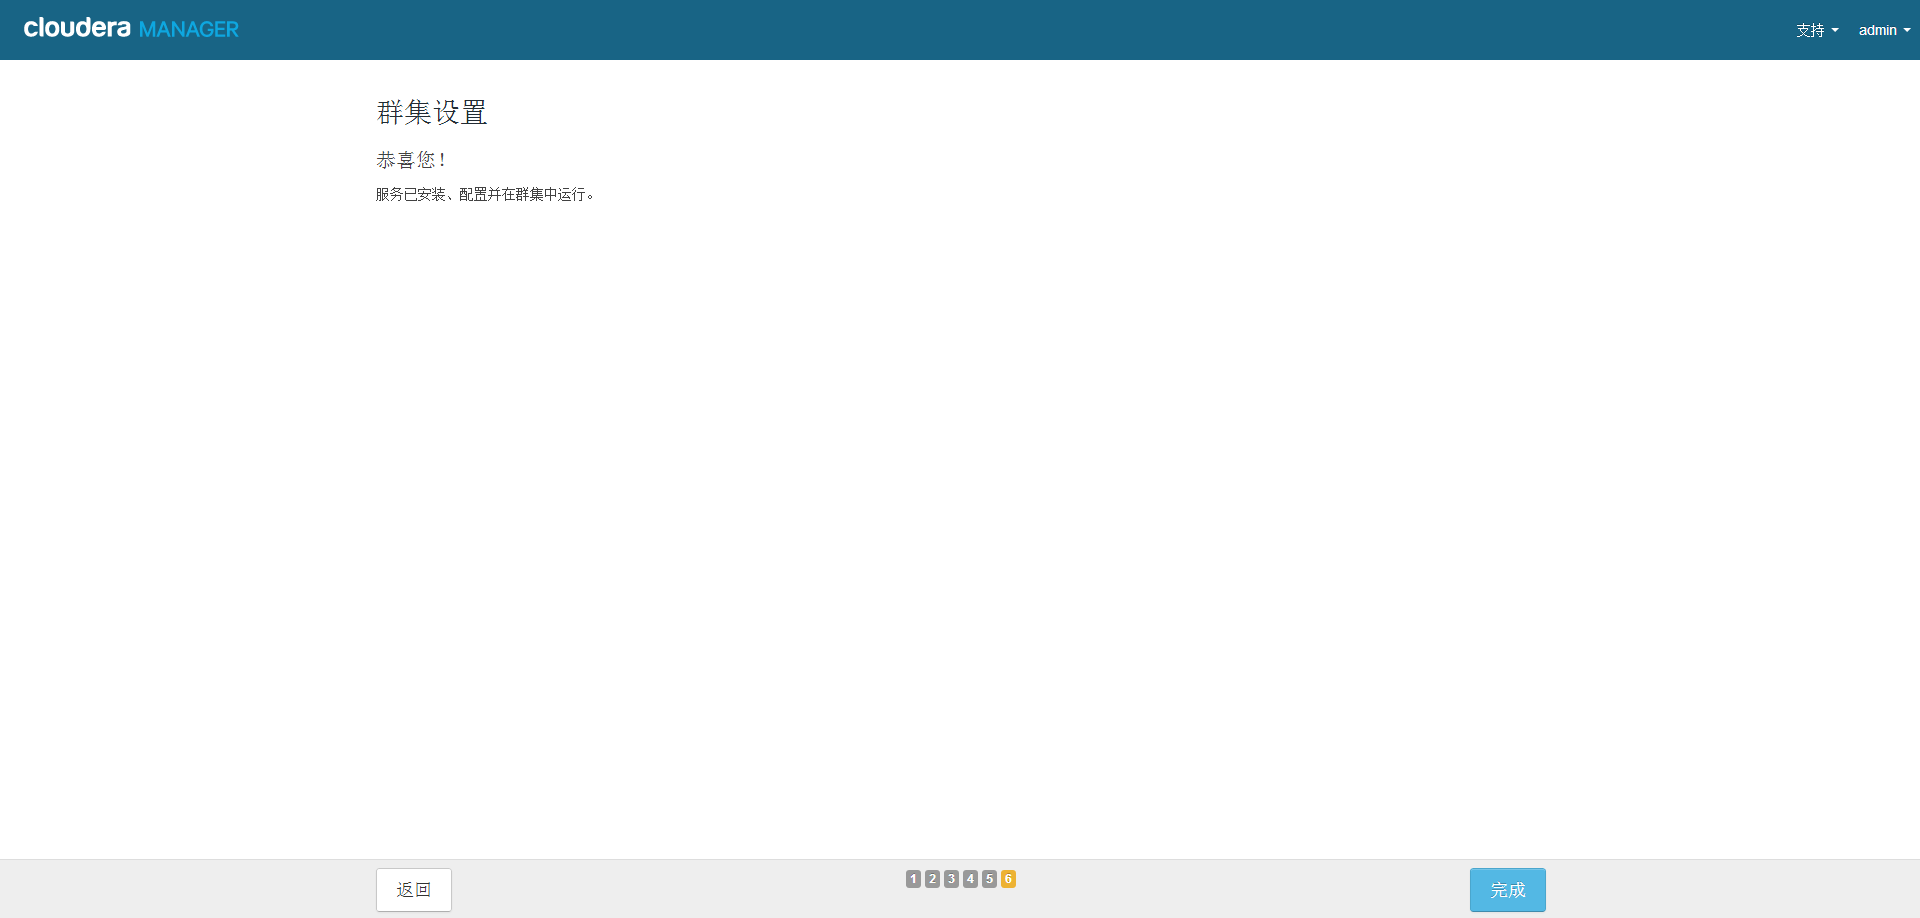 cloudera MANAGER
支持 admin
群集设置
恭喜您！
服务已安装、配置并在群集中运行。
返回
1 2 3 4 5 6
完成